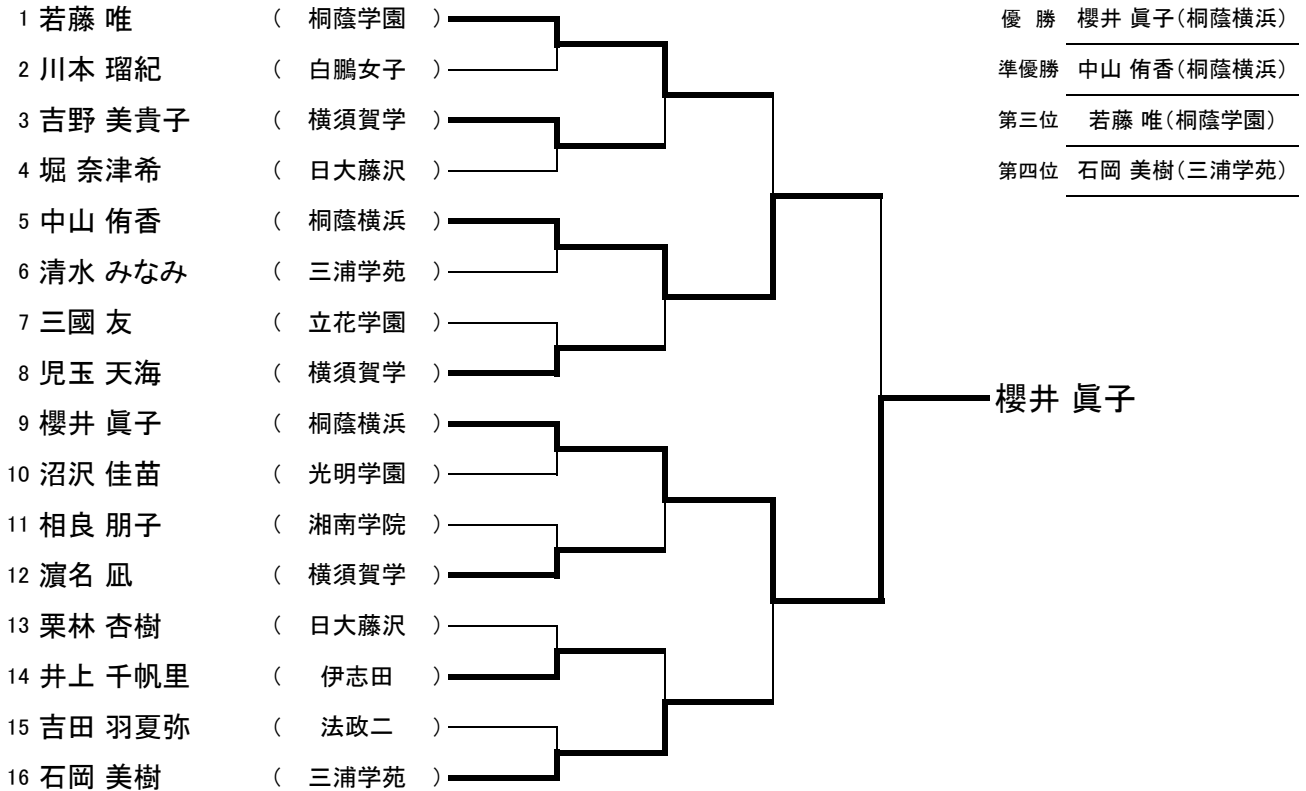 1 若藤 唯 ( 桐蔭学園 )
2 川本 瑠紀 ( 白鵬女子 )
3 吉野 美貴子 ( 横須賀学 )
4 堀 奈津希 ( 日大藤沢 )
5 中山 侑香 ( 桐蔭横浜 )
6 清水 みなみ ( 三浦学苑 )
7 三國 友 ( 立花学園 )
8 児玉 天海 ( 横須賀学 )
9 櫻井 眞子 ( 桐蔭横浜 )
10 沼沢 佳苗 ( 光明学園 )
11 相良 朋子 ( 湘南学院 )
12 濵名 凪 ( 横須賀学 )
13 栗林 杏樹 ( 日大藤沢 )
14 井上 千帆里 ( 伊志田 )
15 吉田 羽夏弥 ( 法政二 )
16 石岡 美樹 ( 三浦学苑 )
櫻井 眞子
優 勝 櫻井 眞子(桐蔭横浜)
準優勝 中山 侑香(桐蔭横浜)
第三位 若藤 唯(桐蔭学園)
第四位 石岡 美樹(三浦学苑)